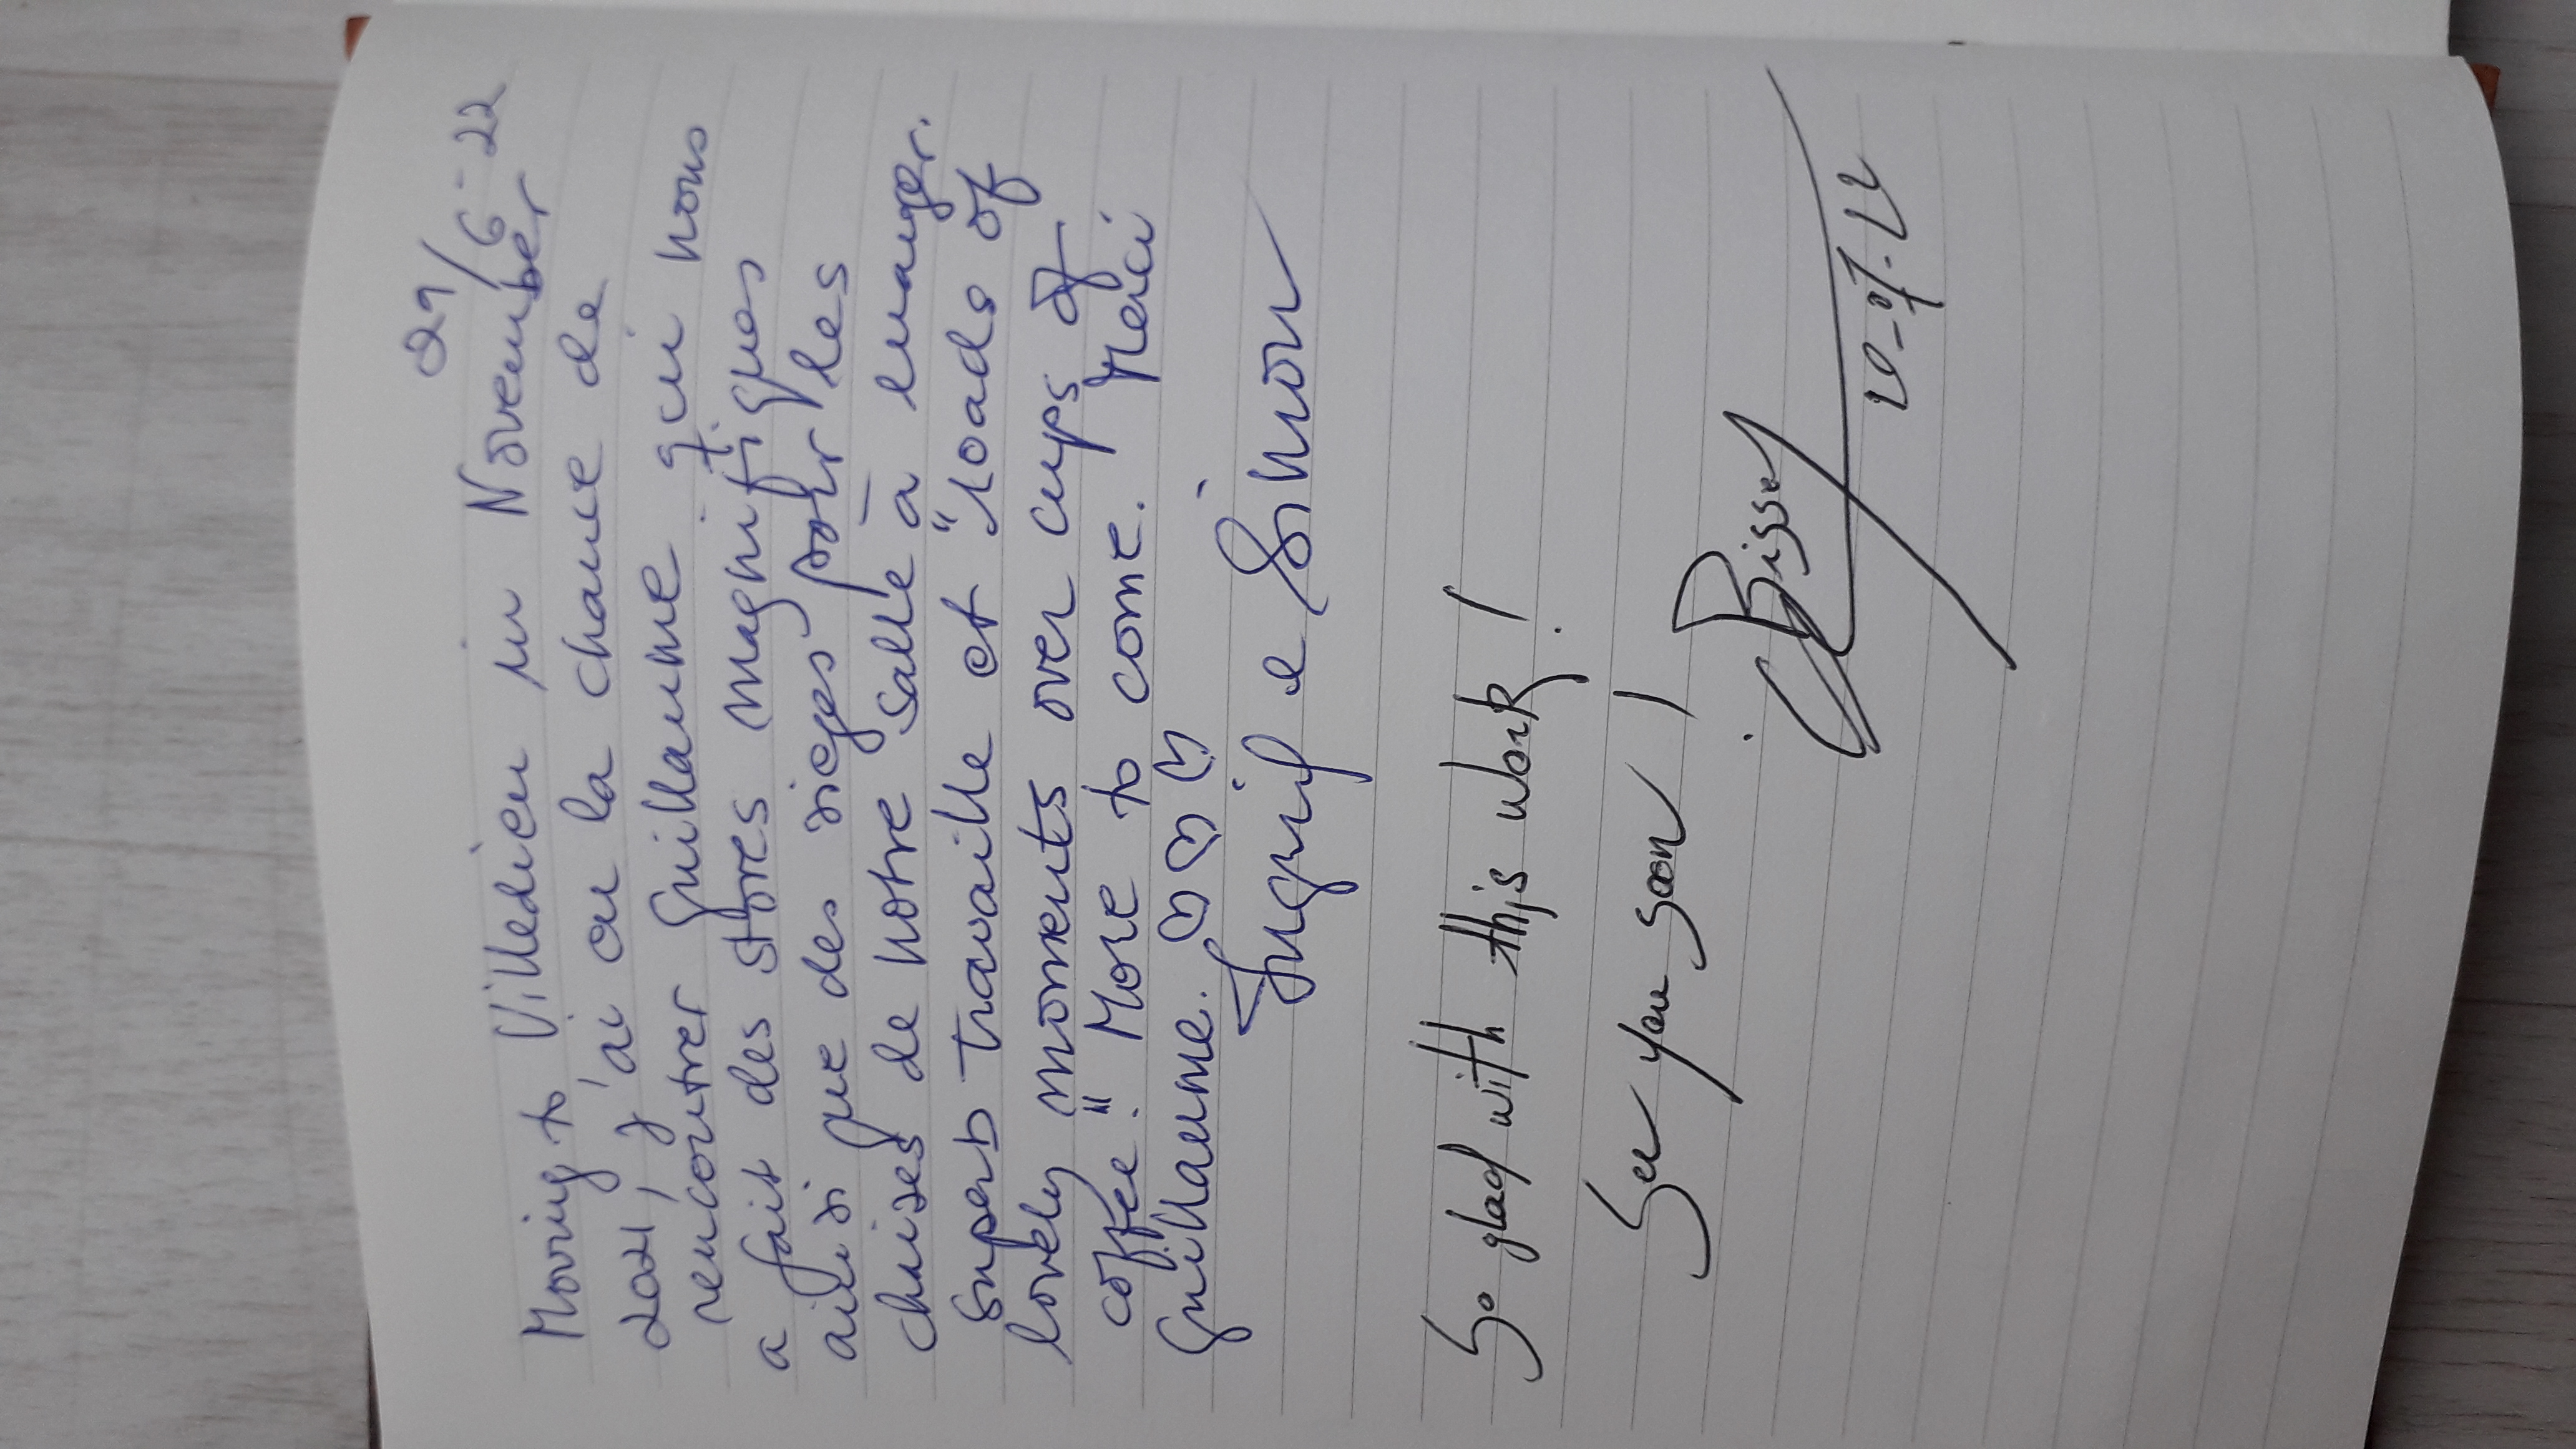 29/6-22
Moving to Villedieu in November
2021, j'ai eu la chance de
rencontrer Guillaume qui nous
a fait des stores magnifiques
ainsi que des sieges pour les
chaises de notre salle à manger.
Superb travaille et "loads of
lovely moments over cups of
coffee." More to come. Merci
Guillaume. ♡♡♡
Ingrid e Simon
So glad with this work!
See you soon!
20-07-22